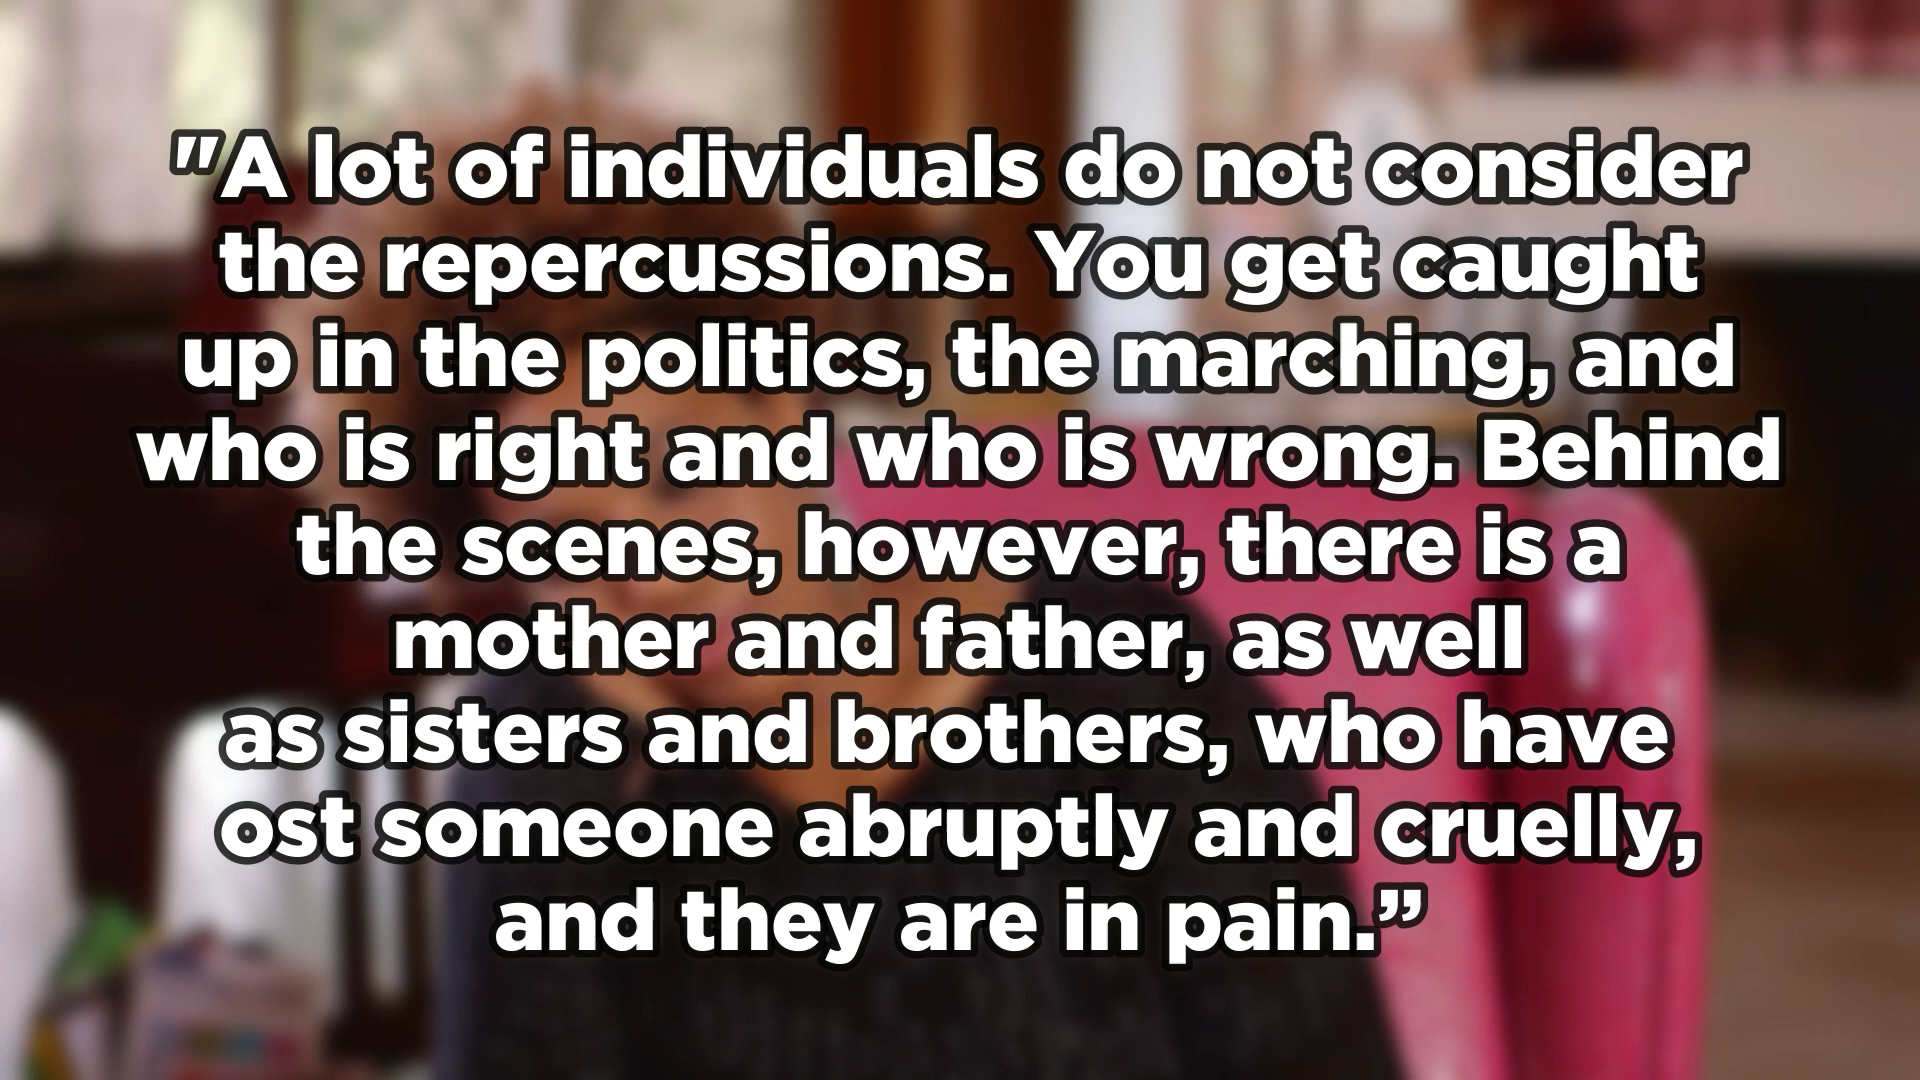 "A lot of individuals do not consider
the repercussions. You get caught
up in the politics, the marching, and
who is right and who is wrong. Behind
the scenes, however, there is a
mother and father, as well
as sisters and brothers, who have
ost someone abruptly and cruelly,
and they are in pain.”